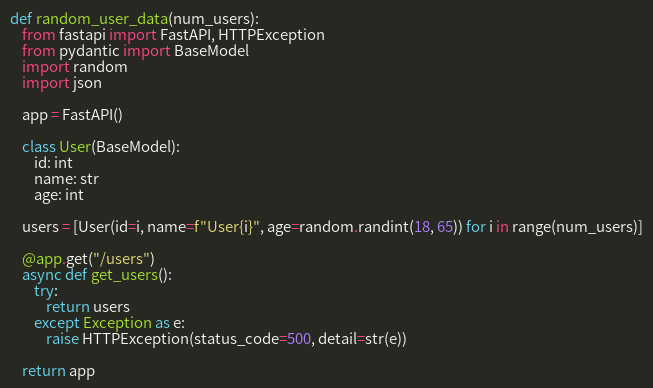 def random_user_data(num_users):
    from fastapi import FastAPI, HTTPException
    from pydantic import BaseModel
    import random
    import json

    app = FastAPI()

    class User(BaseModel):
        id: int
        name: str
        age: int

    users = [User(id=i, name=f"User{i}", age=random.randint(18, 65)) for i in range(num_users)]

    @app.get("/users")
    async def get_users():
        try:
            return users
        except Exception as e:
            raise HTTPException(status_code=500, detail=str(e))

    return app